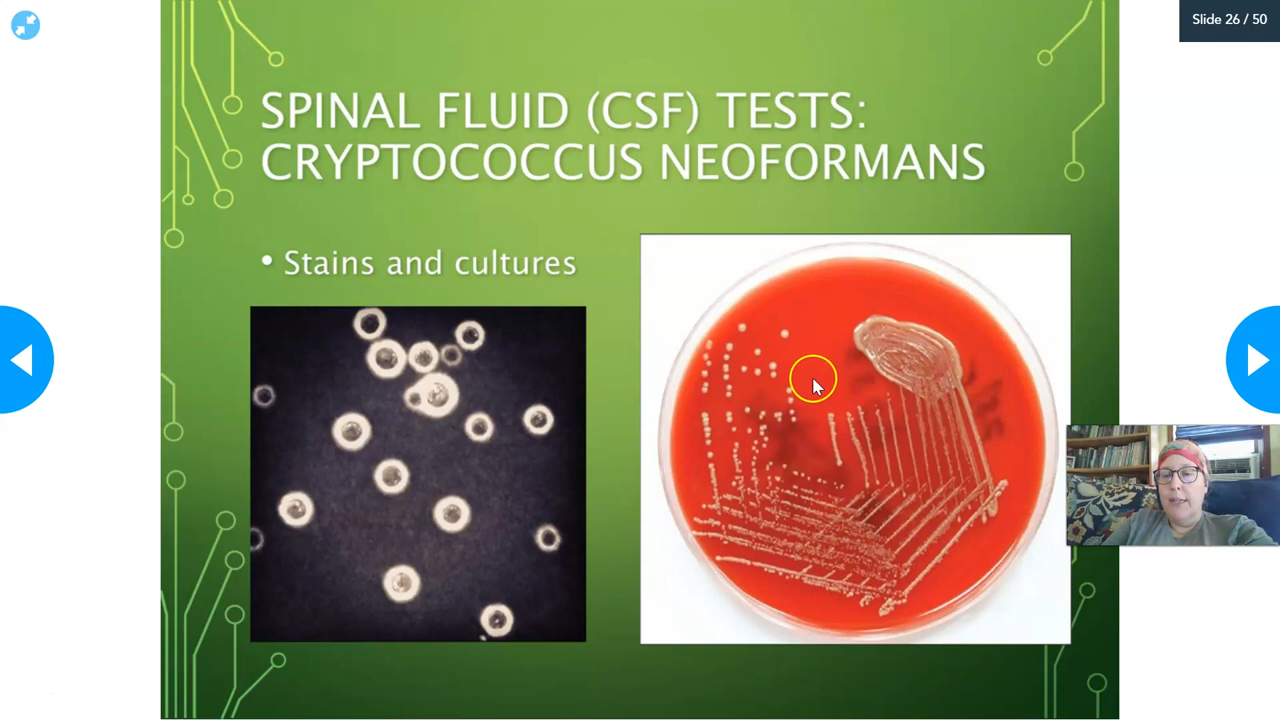 Slide 26 / 50
SPINAL FLUID (CSF) TESTS:
CRYPTOCOCCUS NEOFORMANS
• Stains and cultures